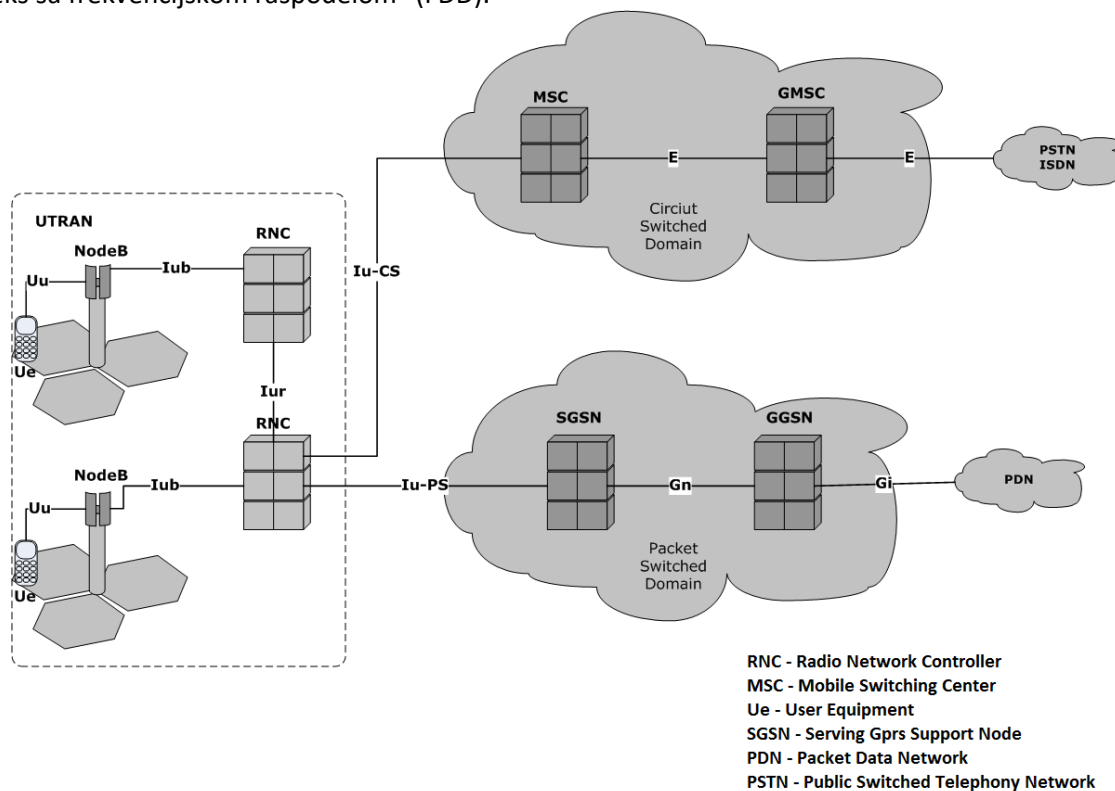 sa frekvencijskom raspodelom" (FDD).
MSC
GMSC
E
E
PSTN
ISDN
Circiut
Switched
Domain
UTRAN
RNC
NodeB
Iub
Uu
Ue
Iu-CS
Iur
RNC
NodeB
Iub
Uu
Ue
Iu-PS
SGSN
GGSN
Gn
Gi
PDN
Packet
Switched
Domain
RNC - Radio Network Controller
MSC - Mobile Switching Center
Ue - User Equipment
SGSN - Serving Gprs Support Node
PDN - Packet Data Network
PSTN - Public Switched Telephony Network